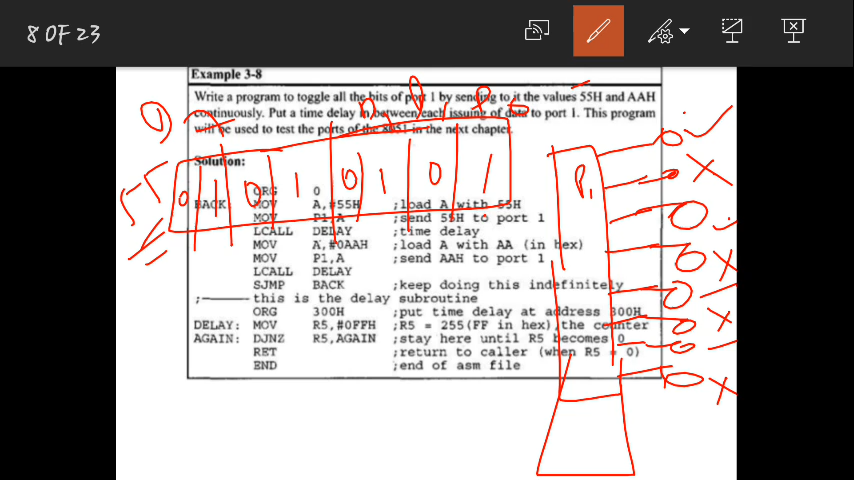 8 OF 23
Example 3-8
Write a program to toggle all the bits of port 1 by sending to it the values 55H and AAH
continuously. Put a time delay in between each issuing of data to port 1. This program
will be used to test the ports of the 8051 in the next chapter.
Solution:
55
0 1 0 1 0 1 0 1
P1
ORG 0
BACK: MOV A,#55H ;load A with 55H
MOV P1,A ;send 55H to port 1
LCALL DELAY ;time delay
MOV A,#0AAH ;load A with AA (in hex)
MOV P1,A ;send AAH to port 1
LCALL DELAY
SJMP BACK ;keep doing this indefinitely
;——— this is the delay subroutine
ORG 300H ;put time delay at address 300H
DELAY: MOV R5,#0FFH ;R5 = 255(FF in hex),the counter
AGAIN: DJNZ R5,AGAIN ;stay here until R5 becomes 0
RET ;return to caller (when R5 = 0)
END ;end of asm file